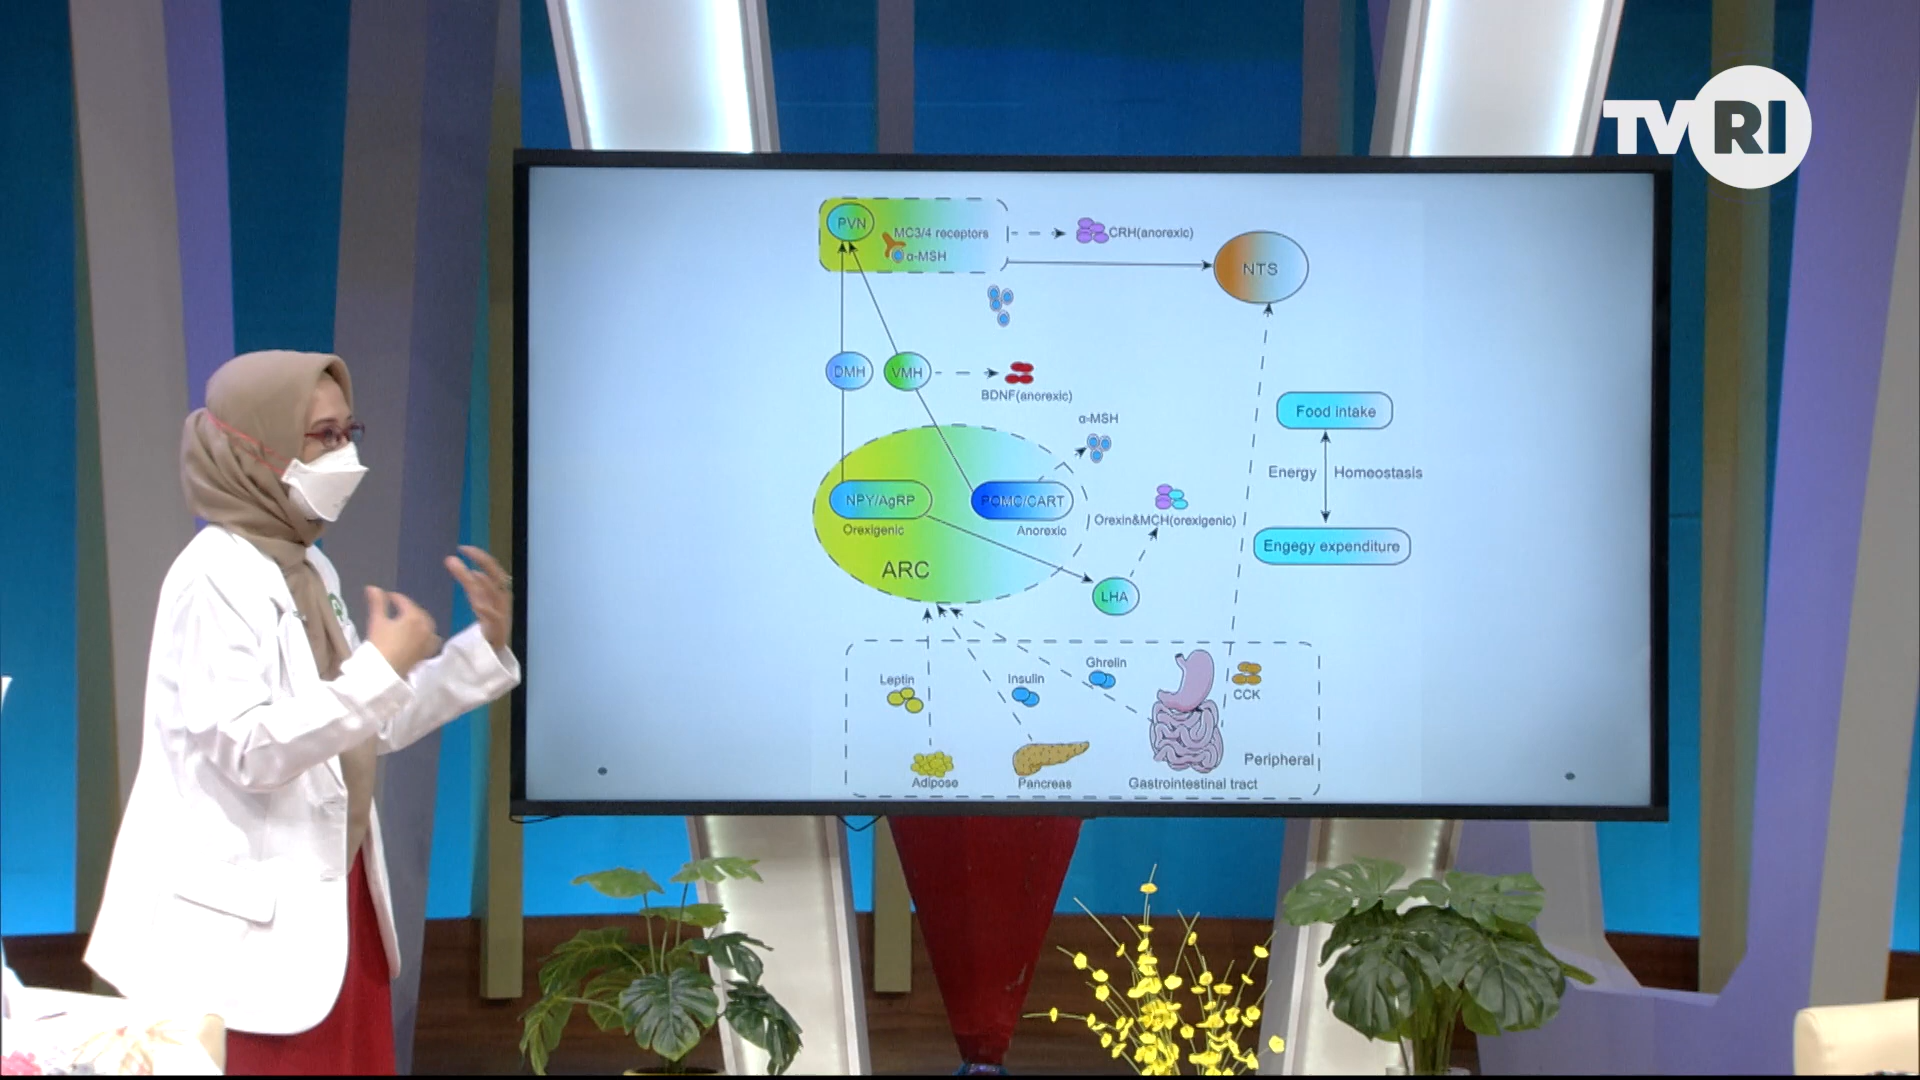 TVRI
PVN
MC3/4 receptors
α-MSH
CRH(anorexic)
NTS
DMH
VMH
BDNF(anorexic)
α-MSH
Food intake
Energy Homeostasis
Engegy expenditure
NPY/AgRP
Orexigenic
POMC/CART
Anorexic
Orexin&MCH(orexigenic)
ARC
LHA
Leptin
Insulin
Ghrelin
CCK
Peripheral
Adipose
Pancreas
Gastrointestinal tract